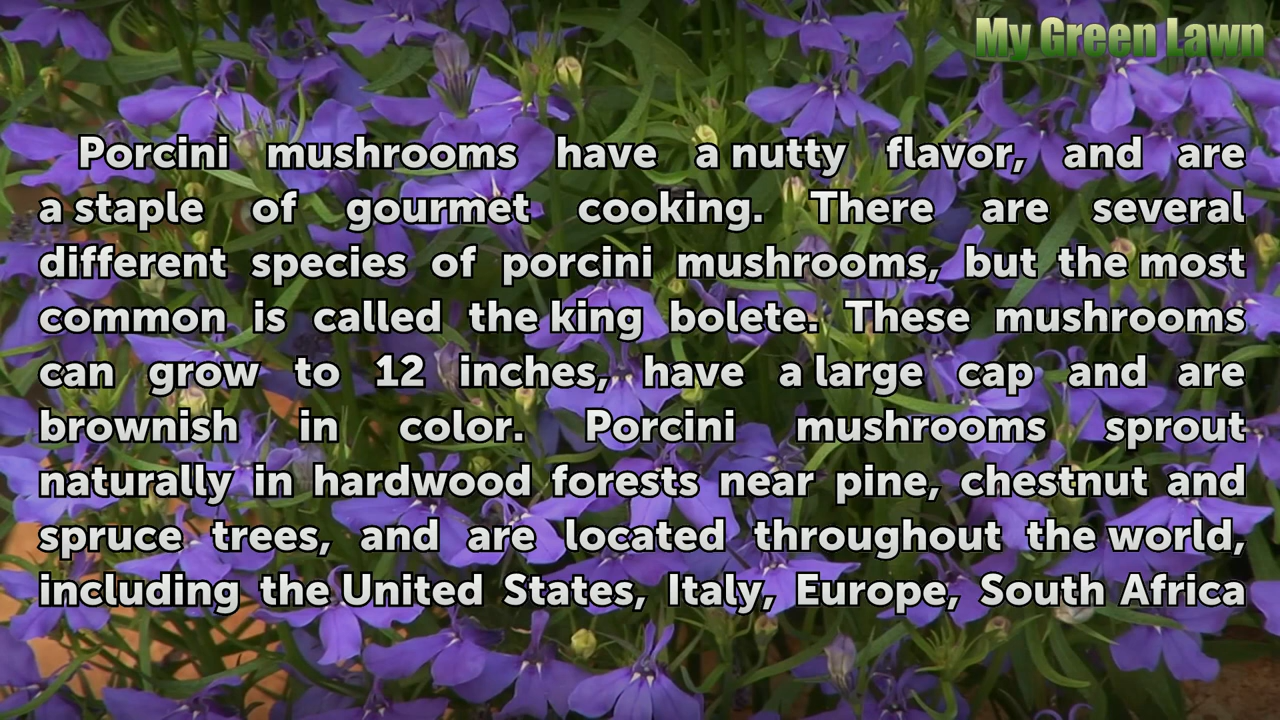 My Green Lawn
Porcini mushrooms have a nutty flavor, and are
a staple of gourmet cooking. There are several
different species of porcini mushrooms, but the most
common is called the king bolete. These mushrooms
can grow to 12 inches, have a large cap and are
brownish in color. Porcini mushrooms sprout
naturally in hardwood forests near pine, chestnut and
spruce trees, and are located throughout the world,
including the United States, Italy, Europe, South Africa